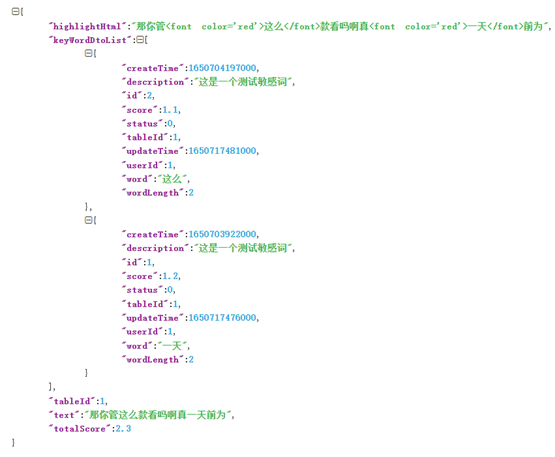 {
"highlightHtml":"那你管<font color='red'>这么</font>款看吗啊真<font color='red'>一天</font>前为",
"keyWordDtoList":[
{
"createTime":1650704197000,
"description":"这是一个测试敏感词",
"id":2,
"score":1.1,
"status":0,
"tableId":1,
"updateTime":1650717481000,
"userId":1,
"word":"这么",
"wordLength":2
},
{
"createTime":1650703922000,
"description":"这是一个测试敏感词",
"id":1,
"score":1.2,
"status":0,
"tableId":1,
"updateTime":1650717476000,
"userId":1,
"word":"一天",
"wordLength":2
}
],
"tableId":1,
"text":"那你管这么款看吗啊真一天前为",
"totalScore":2.3
}